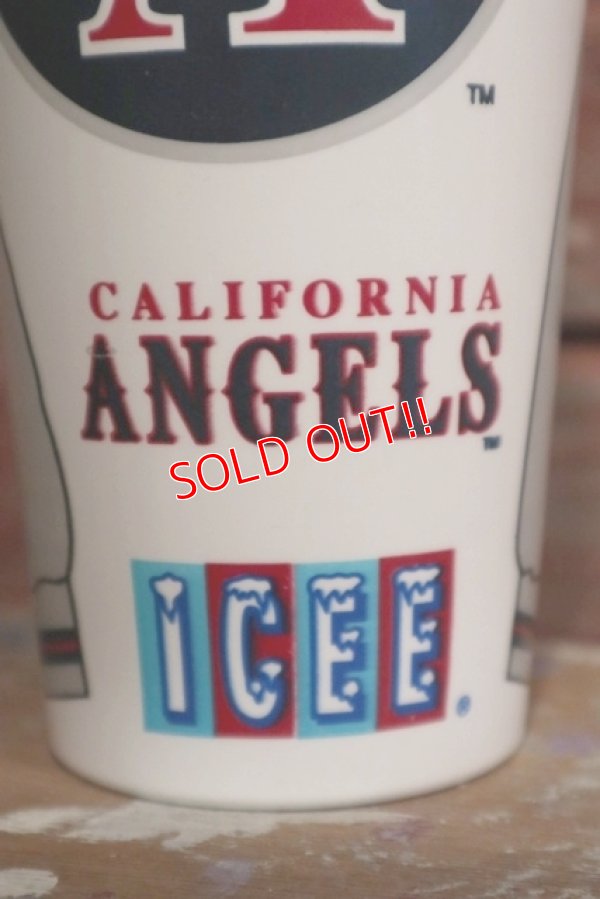 A
TM
CALIFORNIA
ANGELS
TM
SOLD OUT!!
ICEE®